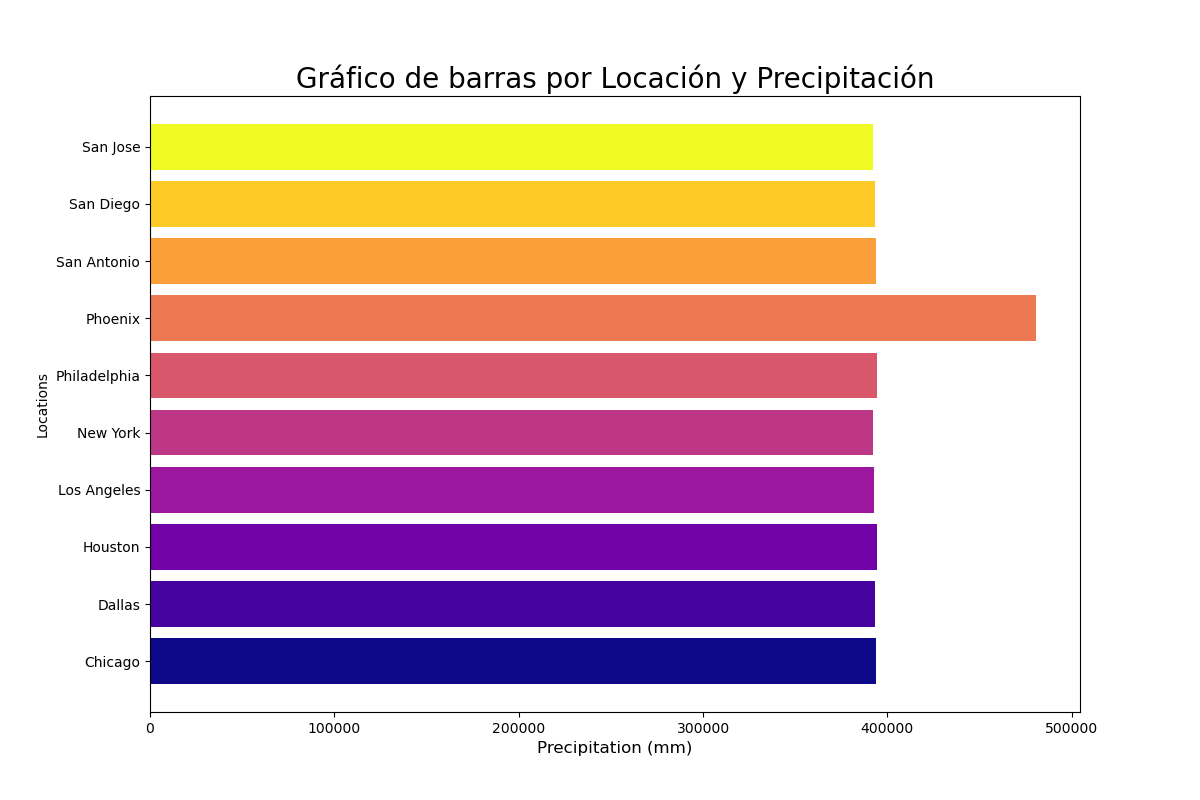 Gráfico de barras por Locación y Precipitación
San Jose
San Diego
San Antonio
Phoenix
Philadelphia
New York
Los Angeles
Houston
Dallas
Chicago
Locations
0
100000
200000
300000
400000
500000
Precipitation (mm)